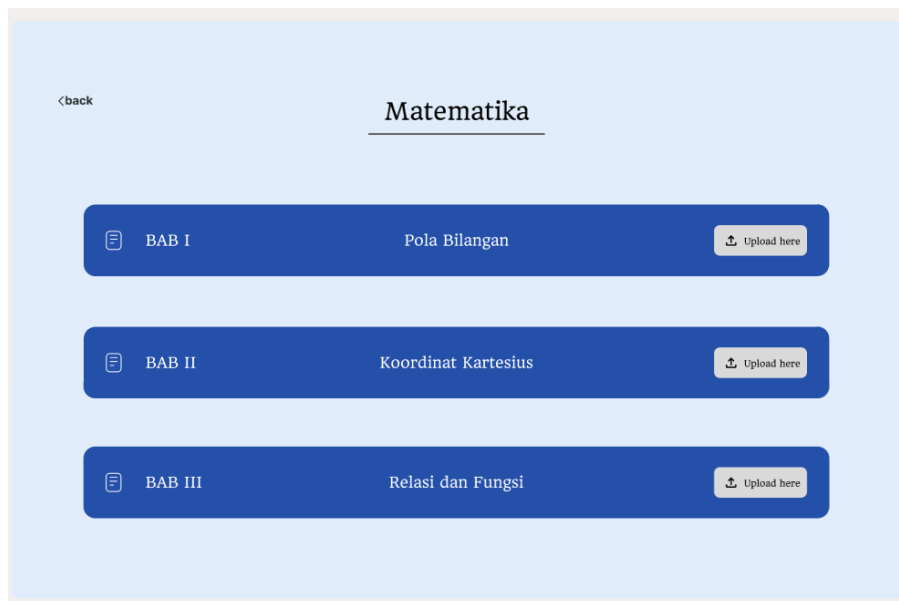 <back
Matematika
BAB I Pola Bilangan Upload here
BAB II Koordinat Kartesius Upload here
BAB III Relasi dan Fungsi Upload here